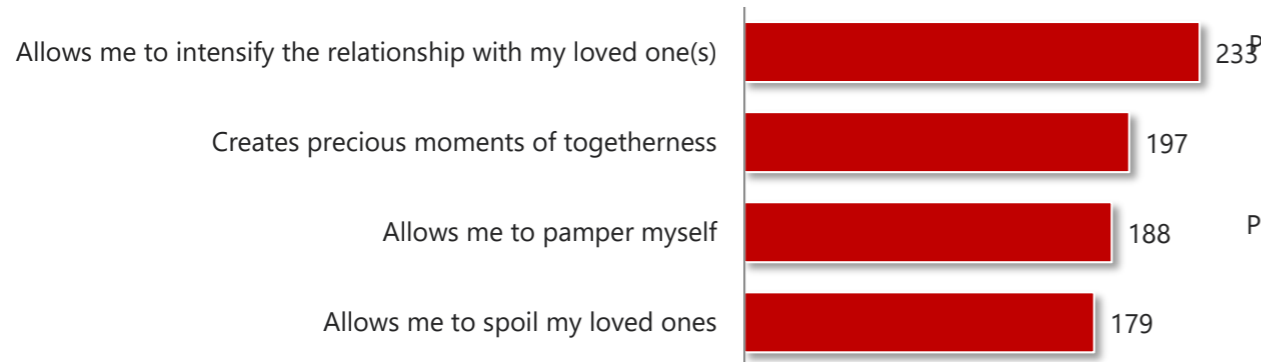 Allows me to intensify the relationship with my loved one(s) 233 P
Creates precious moments of togetherness 197
Allows me to pamper myself 188 P
Allows me to spoil my loved ones 179